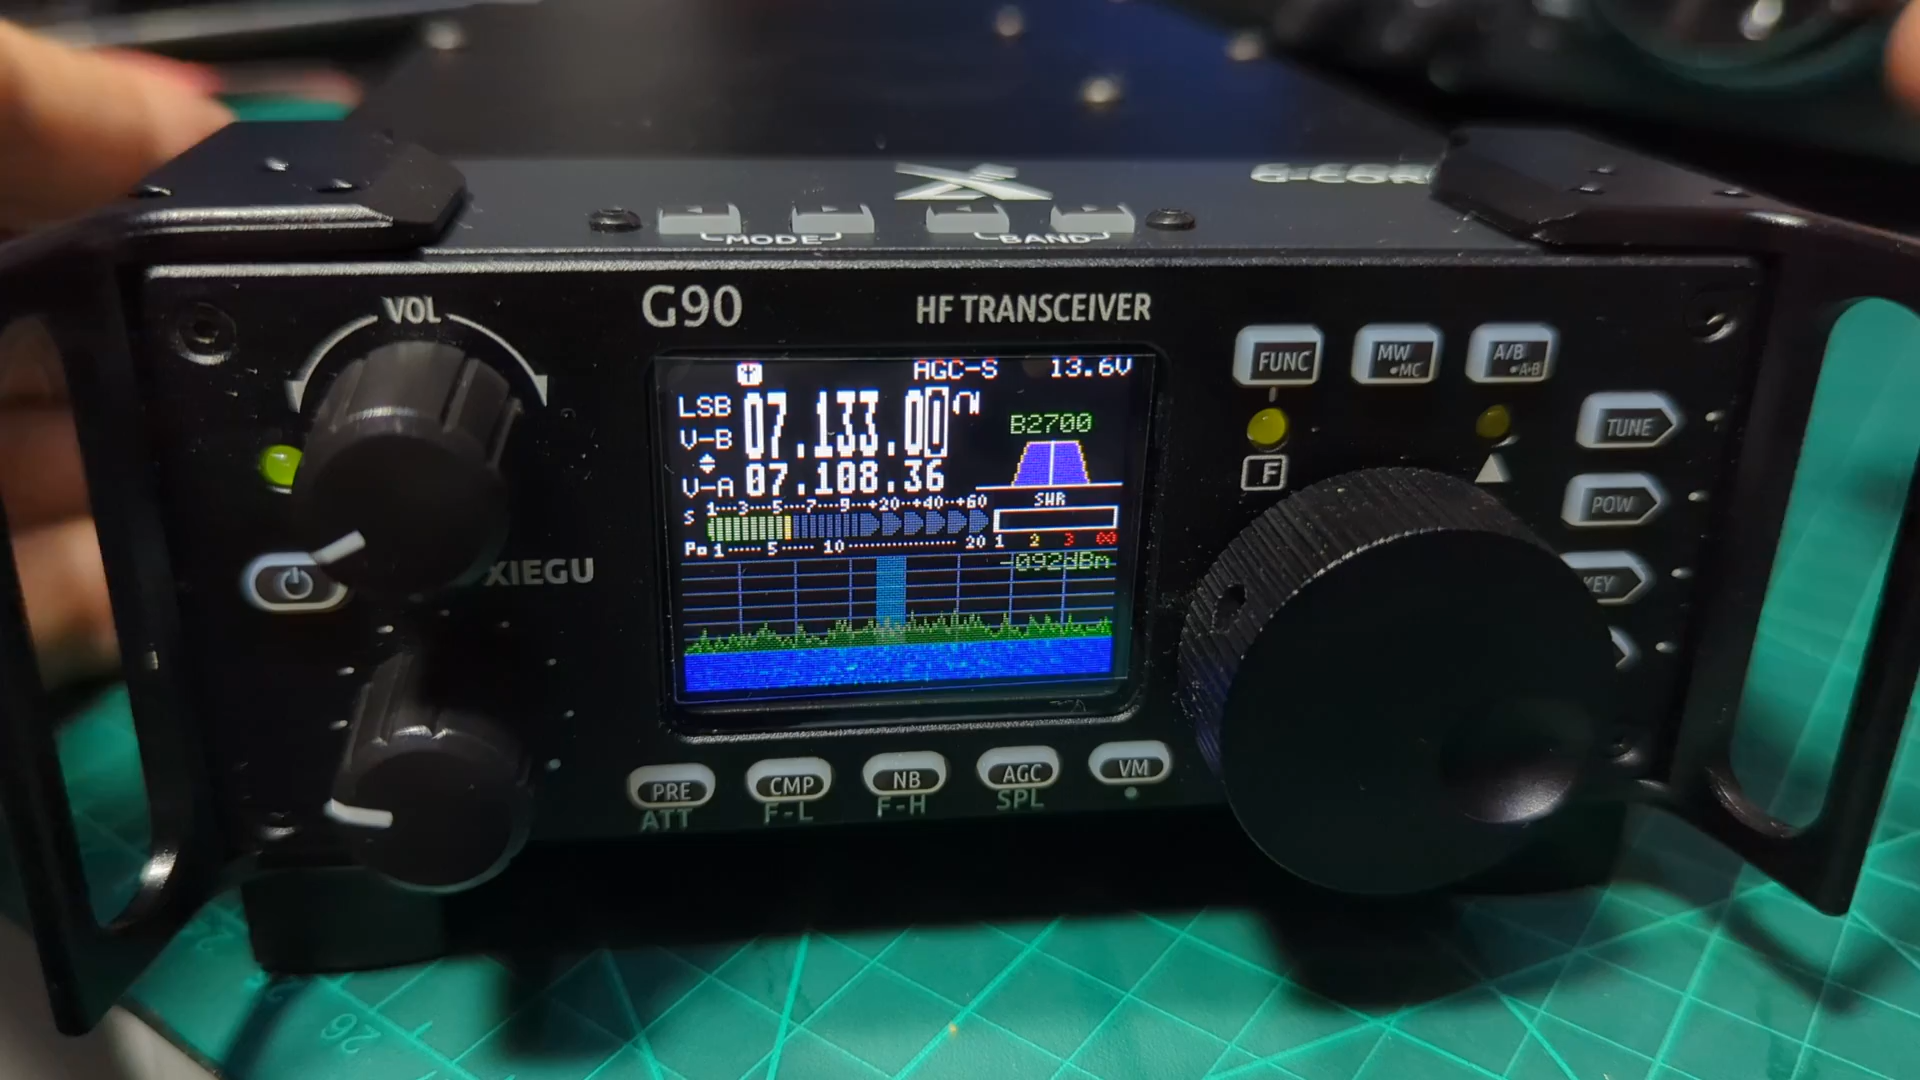 G-COR
MODE
BAND
VOL
G90
HF TRANSCEIVER
AGC-S 13.6V
LSB 07.133.00
V-B
B2700
V-A 07.108.36
S 1 3 5 7 9 +20 +40 +60
SWR
Po 1 5 10 20
1 2 3 ∞
-092dBm
FUNC
MW
•MC
A/B
•A+B
F
TUNE
POW
KEY
XIEGU
PRE
CMP
NB
AGC
VM
ATT
F-L
F-H
SPL
26